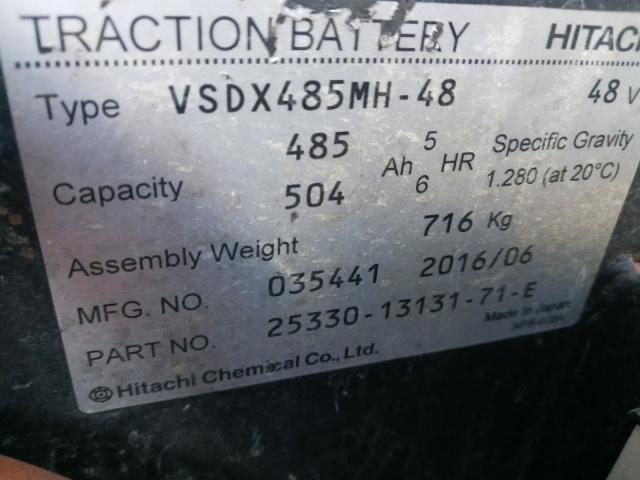 TRACTION BATTERY HITACHI
Type VSDX485MH-48 48 V
Capacity 485 Ah 5 HR Specific Gravity
504 6 1.280 (at 20°C)
Assembly Weight 716 Kg
MFG. NO. 035441 2016/06
PART NO. 25330-13131-71-E
Made in Japan
Hitachi Chemical Co., Ltd.